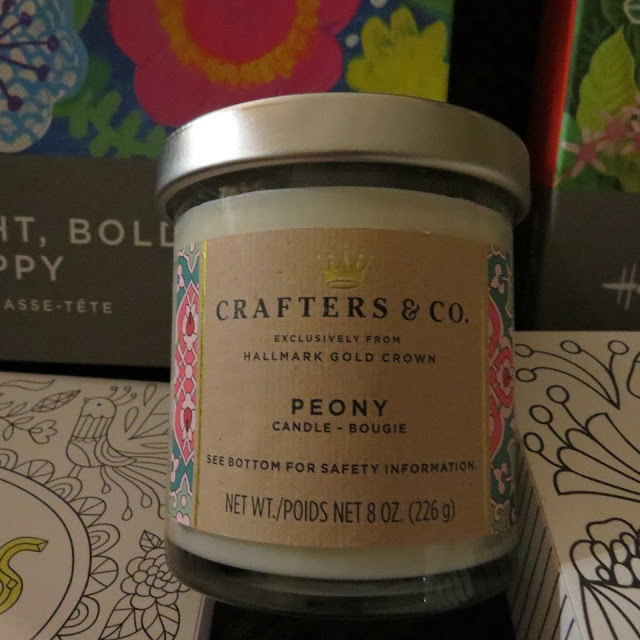 HT, BOLD
PPY
ASSE-TÊTE
CRAFTERS & CO.
EXCLUSIVELY FROM
HALLMARK GOLD CROWN
PEONY
CANDLE - BOUGIE
SEE BOTTOM FOR SAFETY INFORMATION.
NET WT./POIDS NET 8 OZ. (226 g)